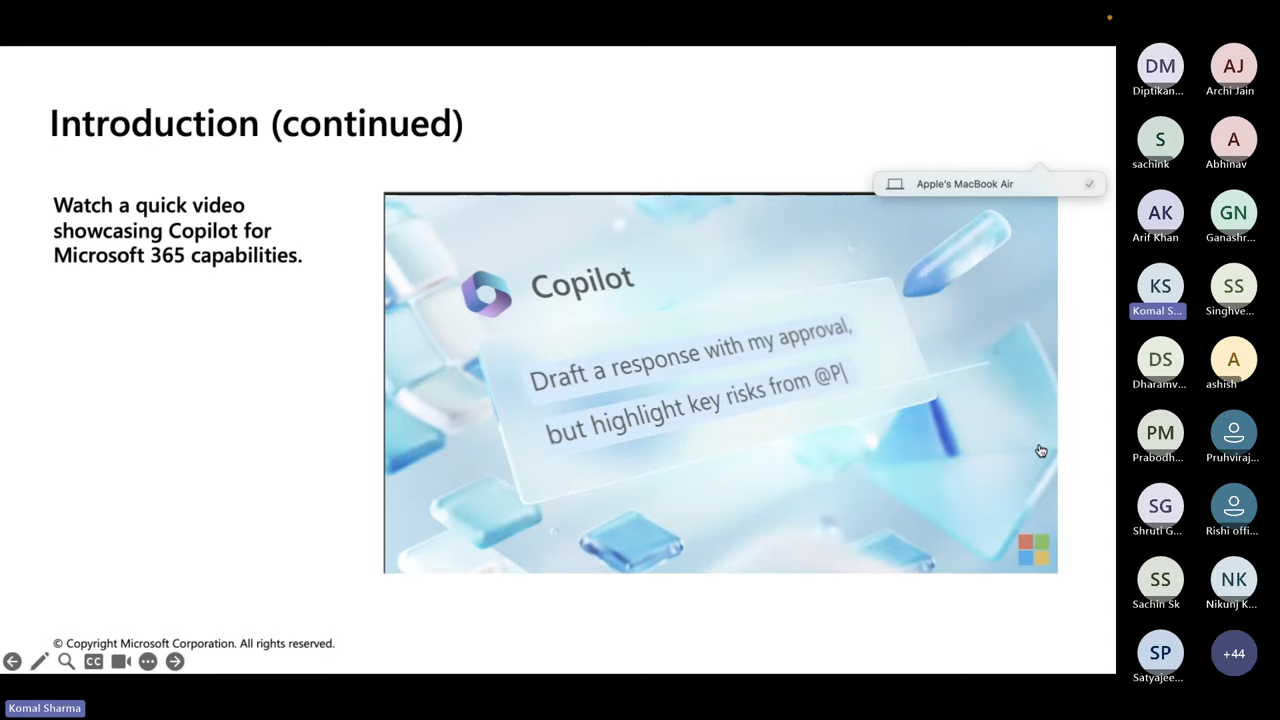 Introduction (continued)
Watch a quick video
showcasing Copilot for
Microsoft 365 capabilities.
Apple's MacBook Air
Copilot
Draft a response with my approval,
but highlight key risks from @P|
© Copyright Microsoft Corporation. All rights reserved.
CC
Komal Sharma
DM
Diptikan...
AJ
Archi Jain
S
sachink
A
Abhinav
AK
Arif Khan
GN
Ganashr...
KS
Komal S...
SS
Singhve...
DS
Dharamv...
A
ashish
PM
Prabodh...
Pruhviraj...
SG
Shruti G...
Rishi offi...
SS
Sachin Sk
NK
Nikunj K...
SP
Satyajee...
+44